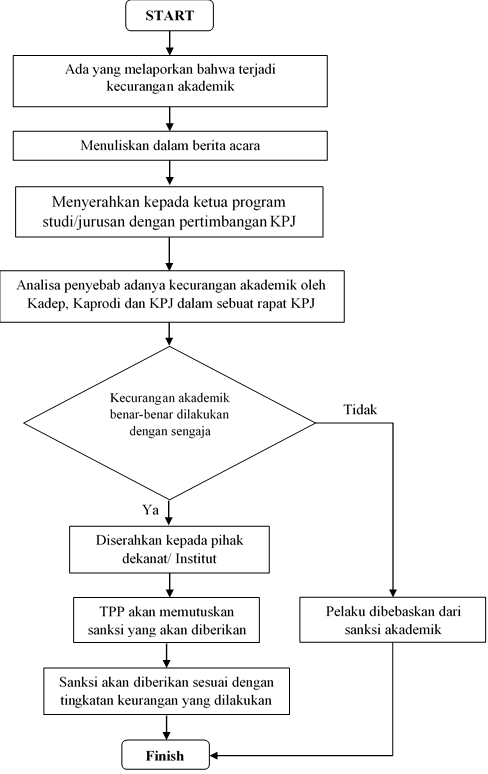 START
Ada yang melaporkan bahwa terjadi
kecurangan akademik
Menuliskan dalam berita acara
Menyerahkan kepada ketua program
studi/jurusan dengan pertimbangan KPJ
Analisa penyebab adanya kecurangan akademik oleh
Kadep, Kaprodi dan KPJ dalam sebuat rapat KPJ
Kecurangan akademik
benar-benar dilakukan
dengan sengaja
Tidak
Ya
Diserahkan kepada pihak
dekanat/ Institut
TPP akan memutuskan
sanksi yang akan diberikan
Pelaku dibebaskan dari
sanksi akademik
Sanksi akan diberikan sesuai dengan
tingkatan keurangan yang dilakukan
Finish